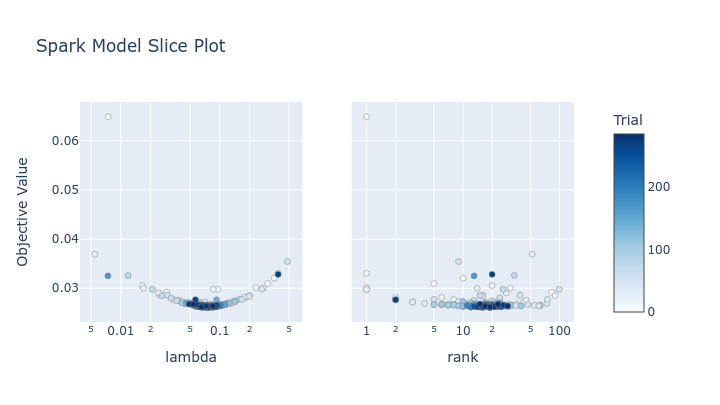 Spark Model Slice Plot
Trial
Objective Value
0.06
0.05
0.04
0.03
200
100
0
5 0.01 2 5 0.1 2 5
1 2 5 10 2 5 100
lambda
rank